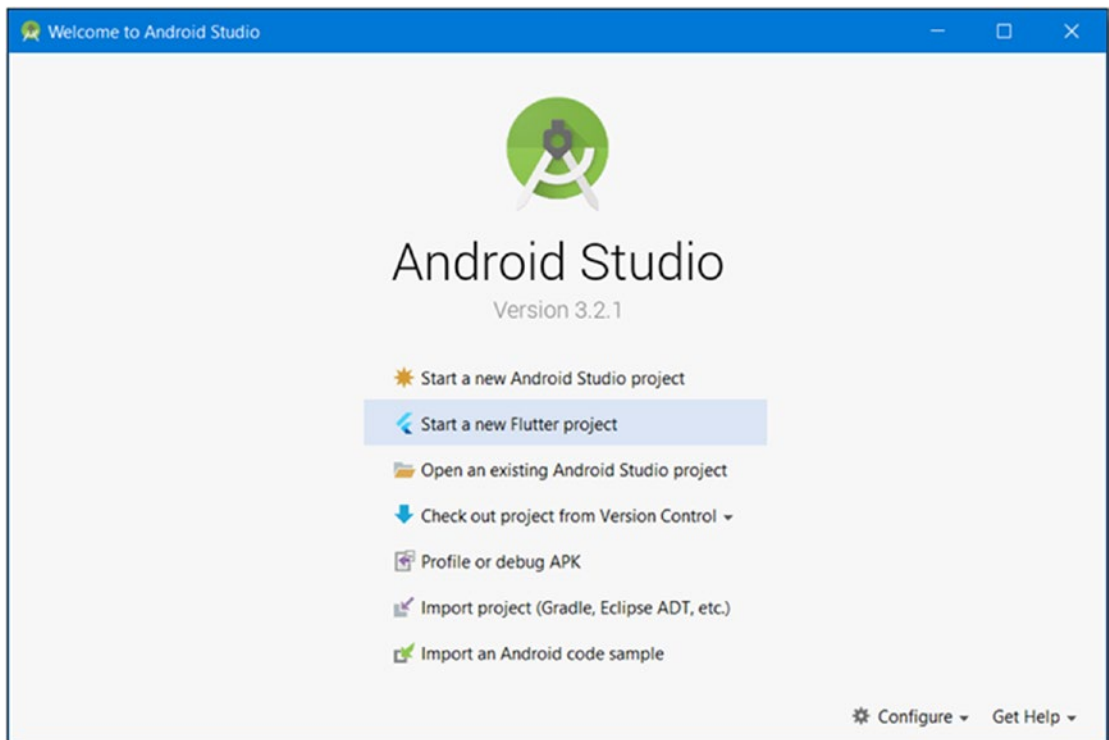 Welcome to Android Studio
Android Studio
Version 3.2.1
Start a new Android Studio project
Start a new Flutter project
Open an existing Android Studio project
Check out project from Version Control
Profile or debug APK
Import project (Gradle, Eclipse ADT, etc.)
Import an Android code sample
Configure Get Help